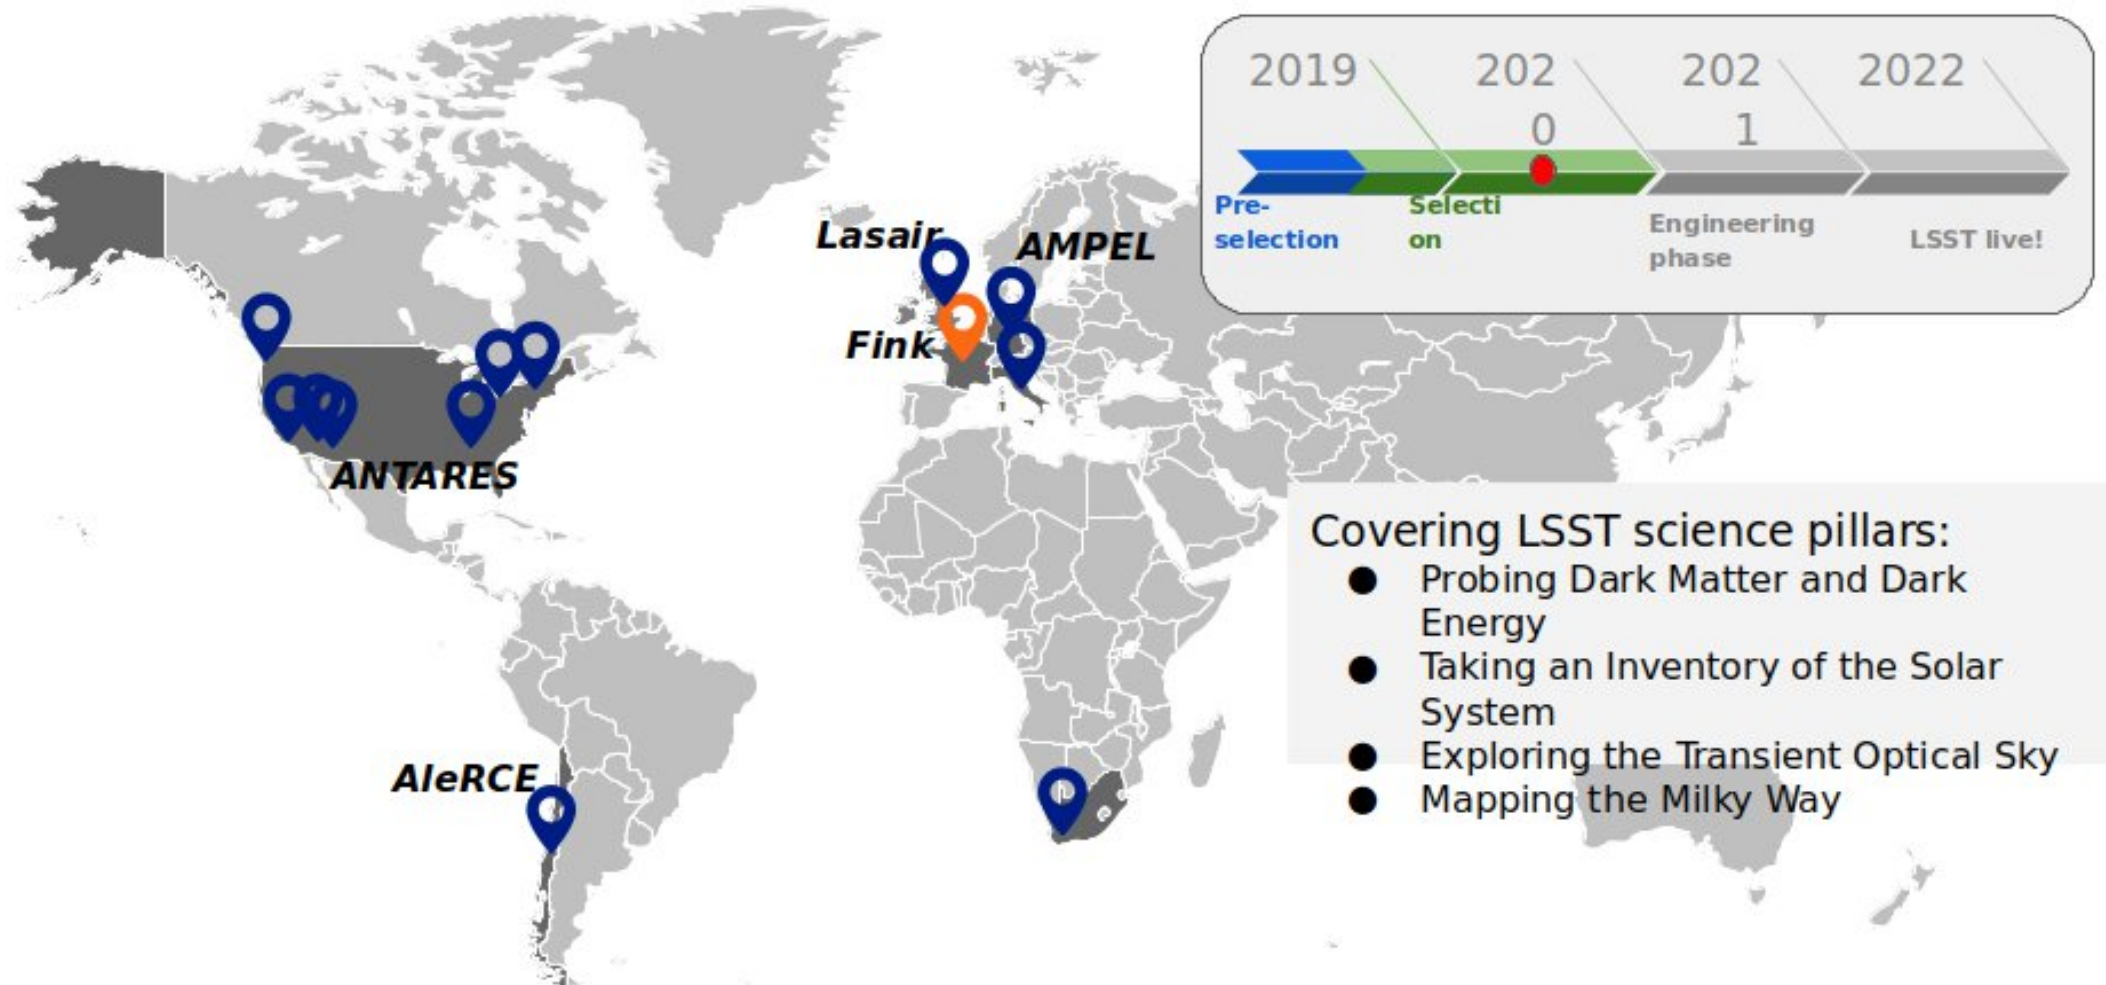 2019
202
0
202
1
2022
Pre-
selection
Selecti
on
Engineering
phase
LSST live!
Lasair
AMPEL
Fink
ANTARES
AleRCE
Covering LSST science pillars:
● Probing Dark Matter and Dark
Energy
● Taking an Inventory of the Solar
System
● Exploring the Transient Optical Sky
● Mapping the Milky Way